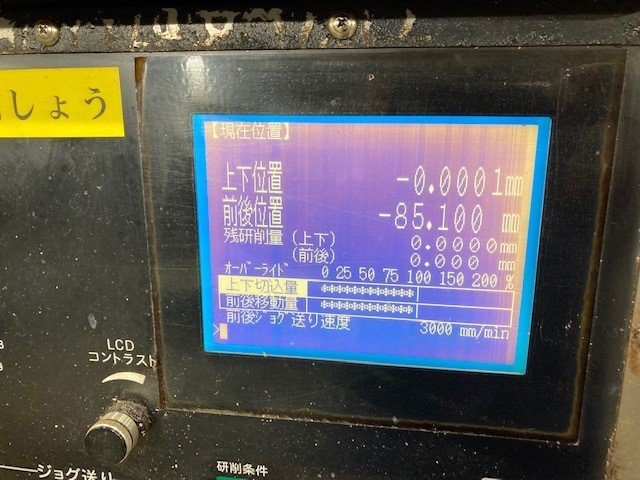 しょう
【現在位置】
上下位置 -0.0001mm
前後位置 -85.100 mm
残研削量 (上下) 0.0000mm
(前後) 0.000 mm
オーバーライド 0 25 50 75 100 150 200 %
上下切込量 ***********
前後移動量 ***********
前後ジョグ送り速度 3000 mm/min
>
LCD
コントラスト
ジョグ送り
研削条件